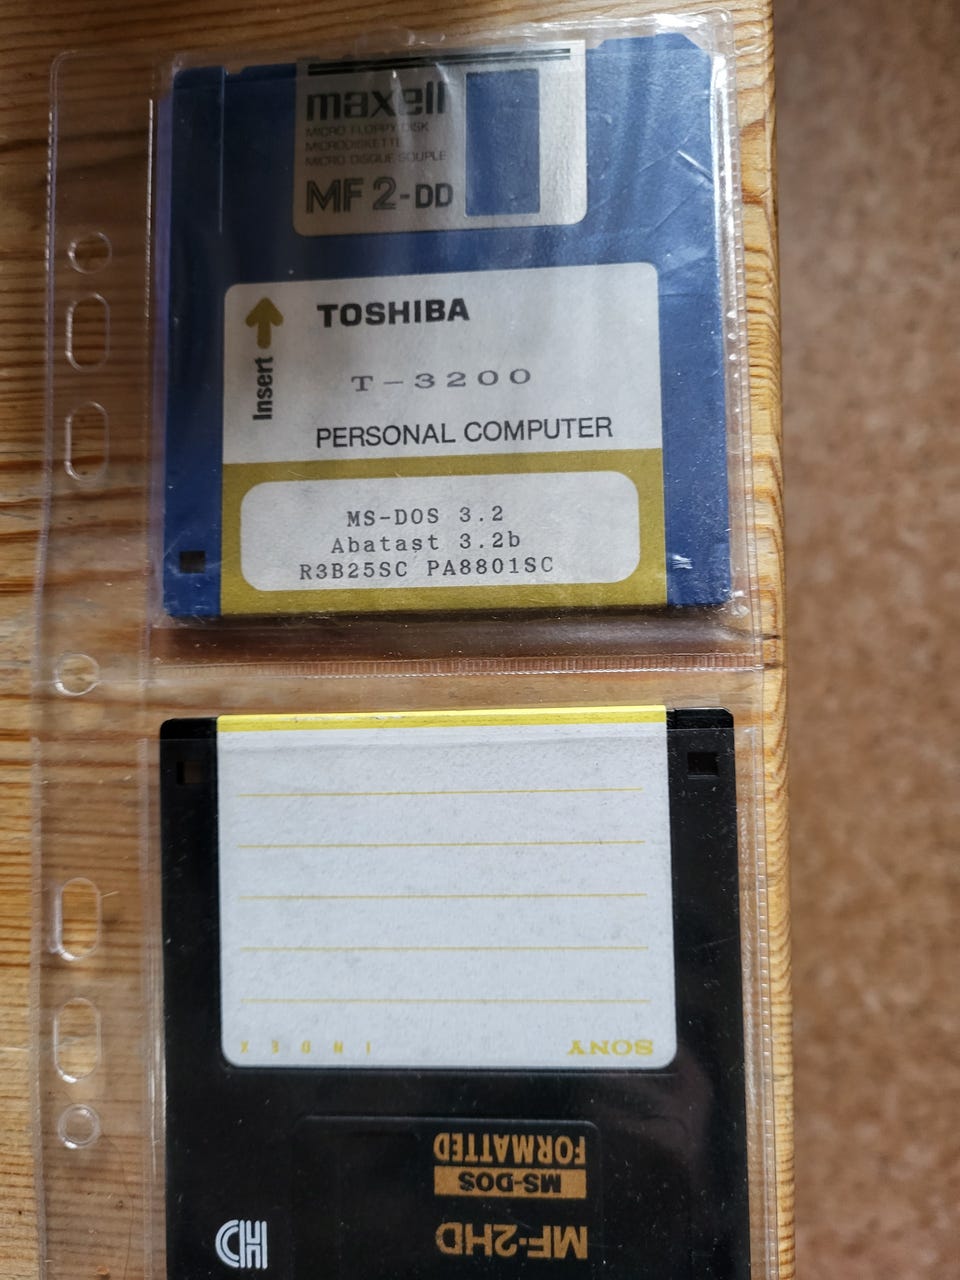 maxell
MICRO FLOPPY DISK
MICRODISKETTE
MICRO DISQUE SOUPLE
MF 2-DD
TOSHIBA
Insert
T-3200
PERSONAL COMPUTER
MS-DOS 3.2
Abatast 3.2b
R3B25SC PA8801SC
SONY INDEX
MF-2HD
MS-DOS
FORMATTED
HD